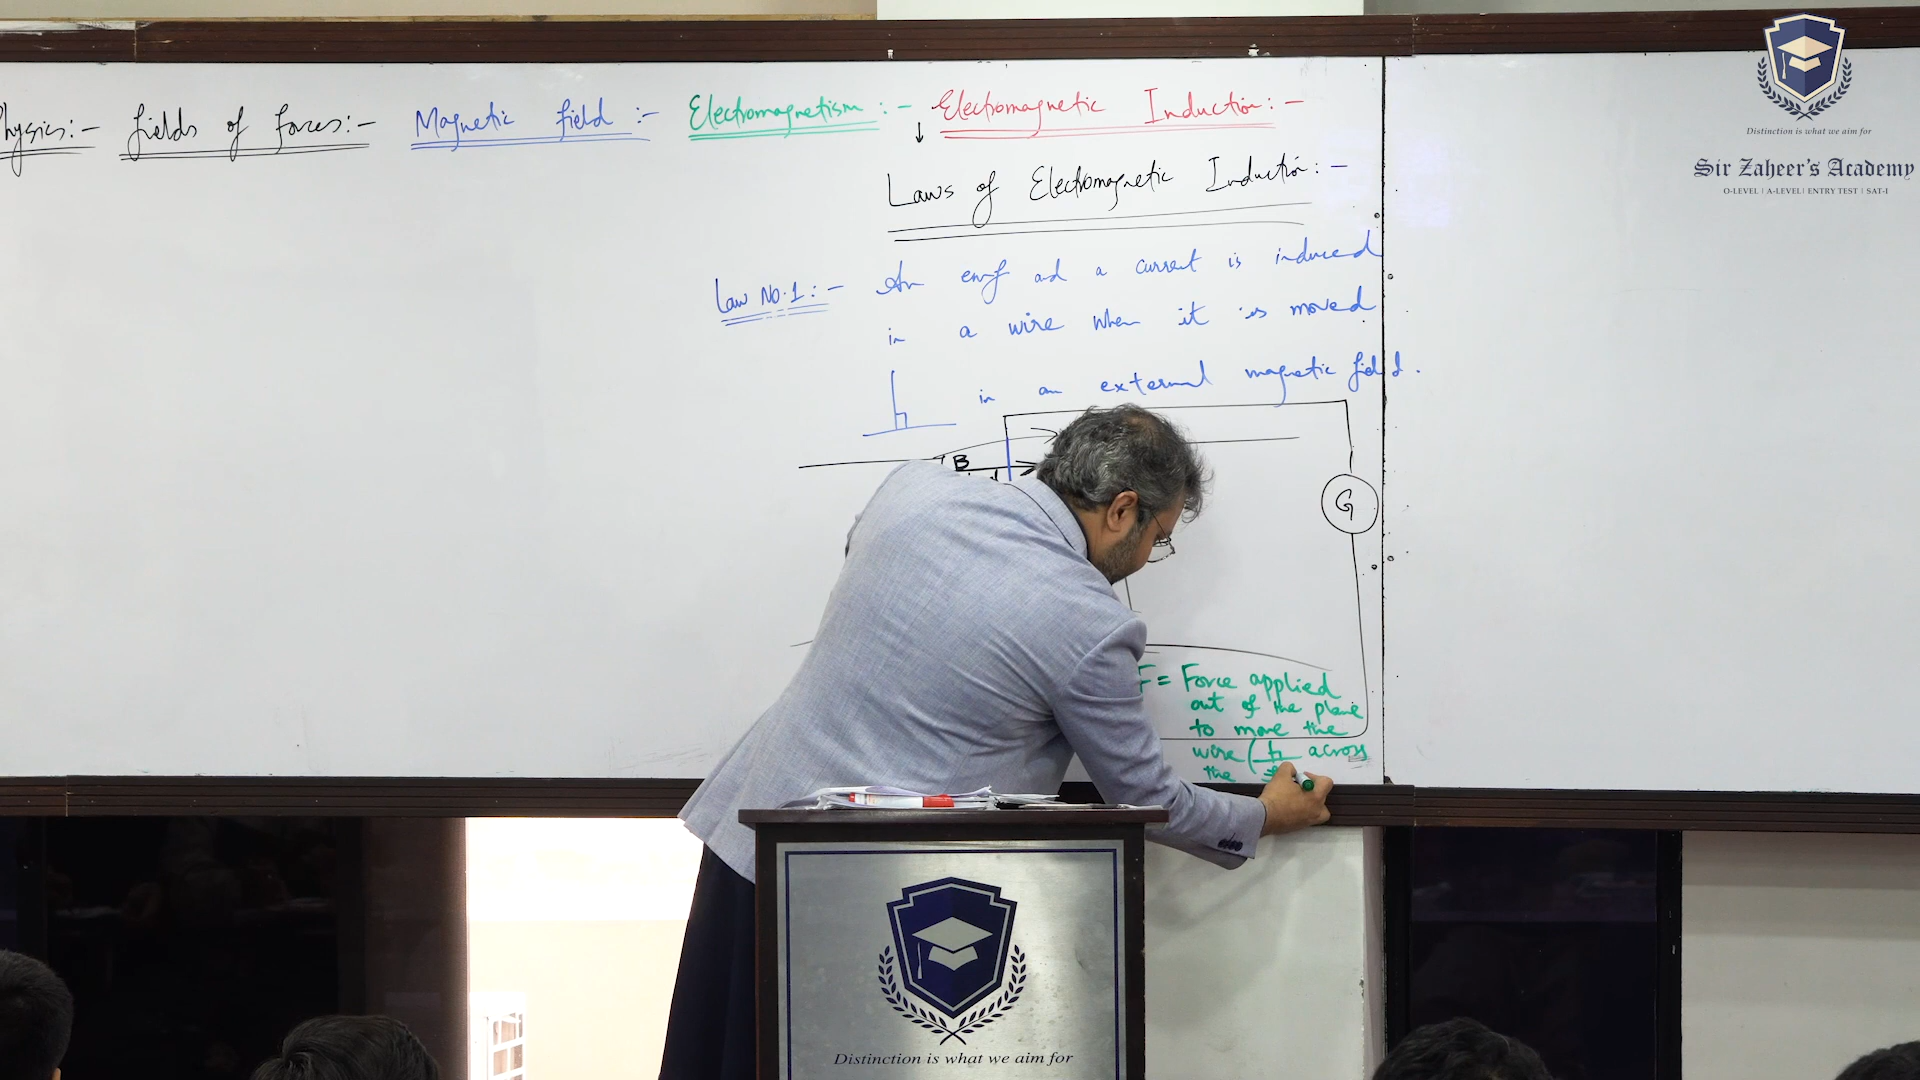 Physics:- fields of forces:- Magnetic field:- Electromagnetism:- Electromagnetic Induction:-
Laws of Electromagnetic Induction:-
Law No.1:- An emf and a current is induced
in a wire when it is moved
in an external magnetic field.
B
G
F = Force applied
out of the plane
to move the
wire ( across
the
Distinction is what we aim for
Sir Zaheer's Academy
O-LEVEL | A-LEVEL | ENTRY TEST | SAT-I
Distinction is what we aim for